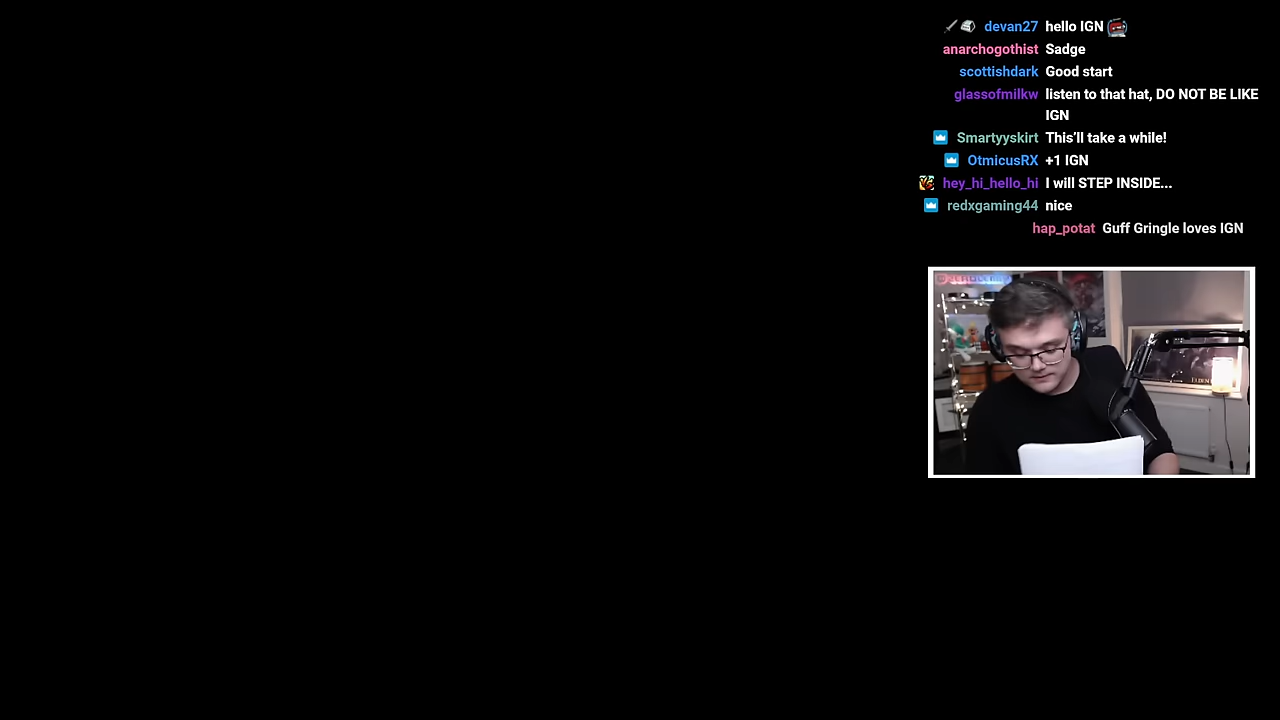 devan27 hello IGN
anarchogothist Sadge
scottishdark Good start
glassofmilkw listen to that hat, DO NOT BE LIKE
IGN
Smartyyskirt This'll take a while!
OtmicusRX +1 IGN
hey_hi_hello_hi I will STEP INSIDE...
redxgaming44 nice
hap_potat Guff Gringle loves IGN